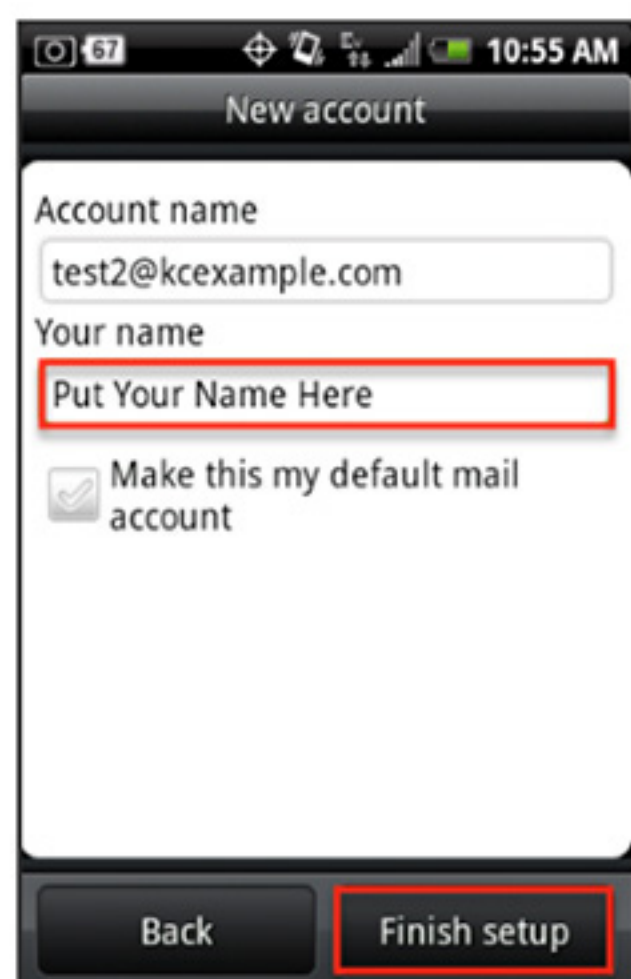 67 10:55 AM
New account
Account name
test2@kcexample.com
Your name
Put Your Name Here
Make this my default mail
account
Back Finish setup